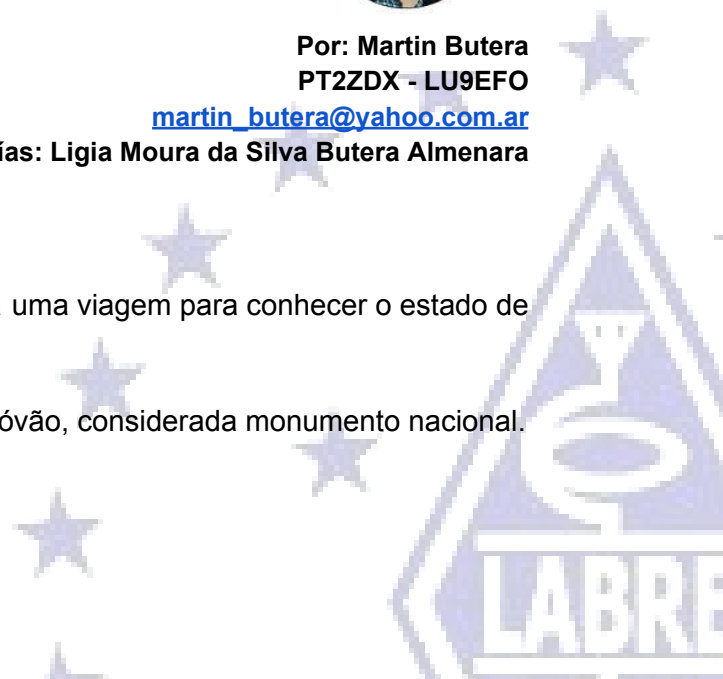 Por: Martin Butera
PT2ZDX - LU9EFO
martin_butera@yahoo.com.ar
ías: Ligia Moura da Silva Butera Almenara
uma viagem para conhecer o estado de
óvão, considerada monumento nacional.
LABRE